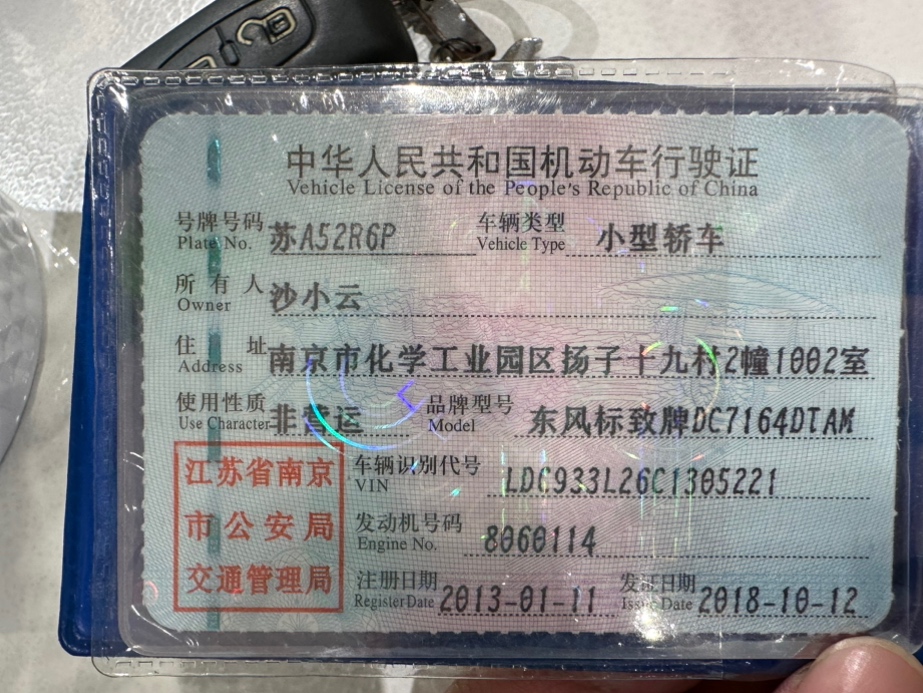 中华人民共和国机动车行驶证
Vehicle License of the People's Republic of China
号牌号码 苏A52R6P 车辆类型 小型轿车
Plate No. Vehicle Type
所有人 沙小云
Owner
住址 南京市化学工业园区扬子十九村2幢1002室
Address
使用性质 非营运 品牌型号 东风标致牌DC7164DTAM
Use Character Model
车辆识别代号 LDC933L26C1305221
VIN
发动机号码 8060114
Engine No.
注册日期 2013-01-11 发证日期 2018-10-12
Register Date Issue Date
江苏省南京
市公安局
交通管理局